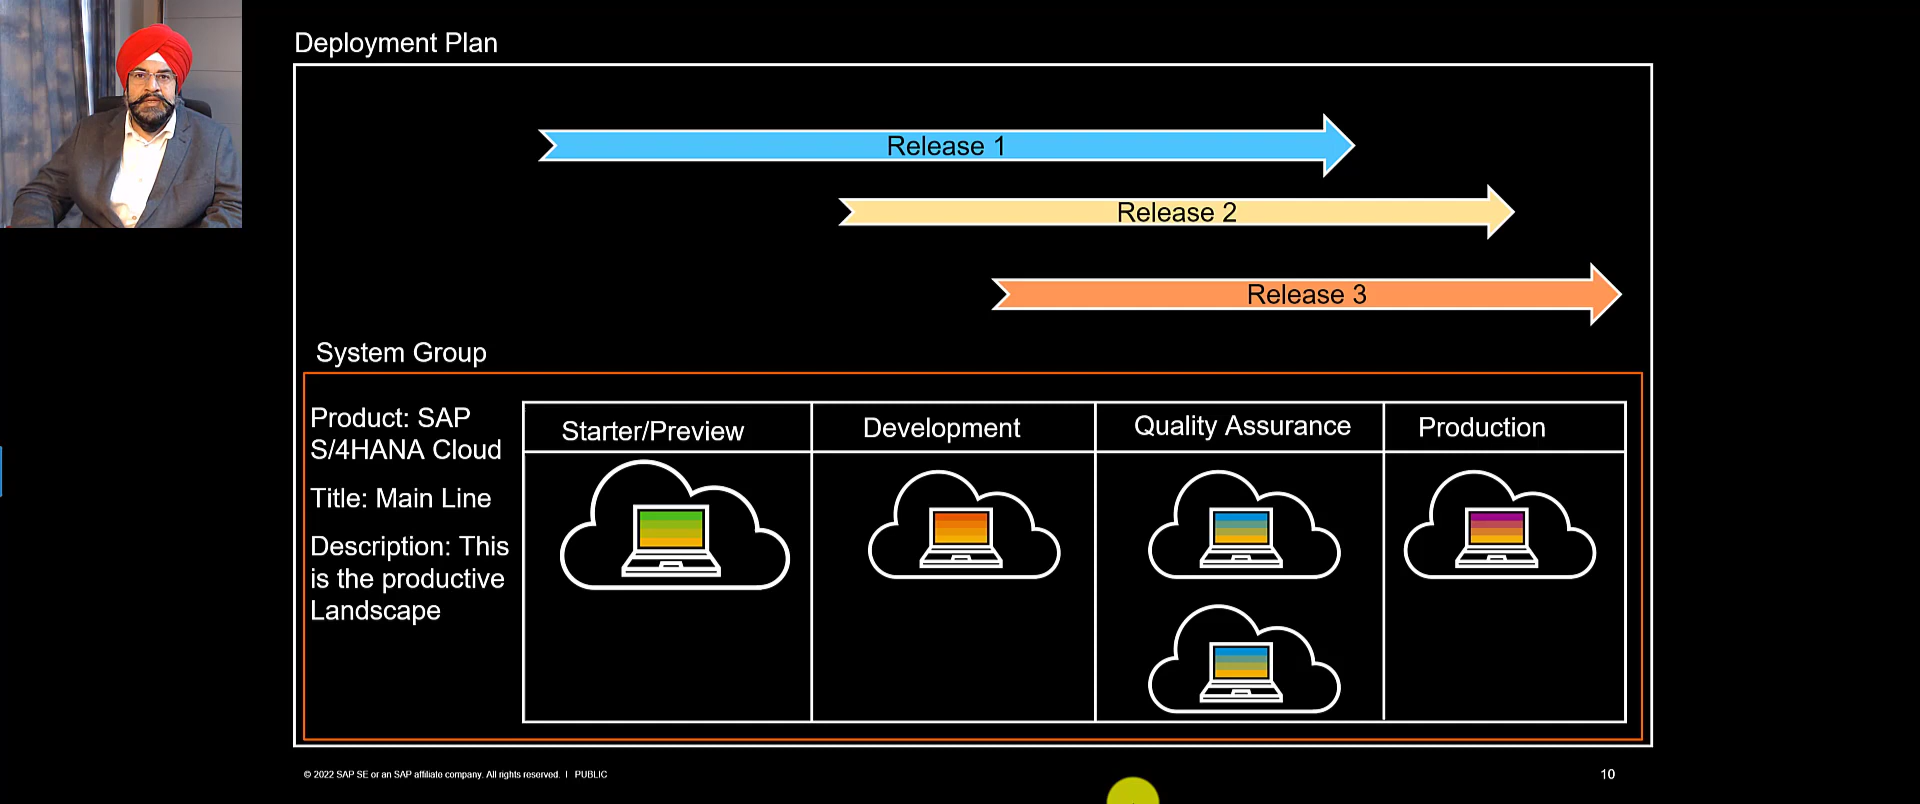 Deployment Plan
Release 1
Release 2
Release 3
System Group
Product: SAP
S/4HANA Cloud
Title: Main Line
Description: This
is the productive
Landscape
Starter/Preview
Development
Quality Assurance
Production
© 2022 SAP SE or an SAP affiliate company. All rights reserved. | PUBLIC
10